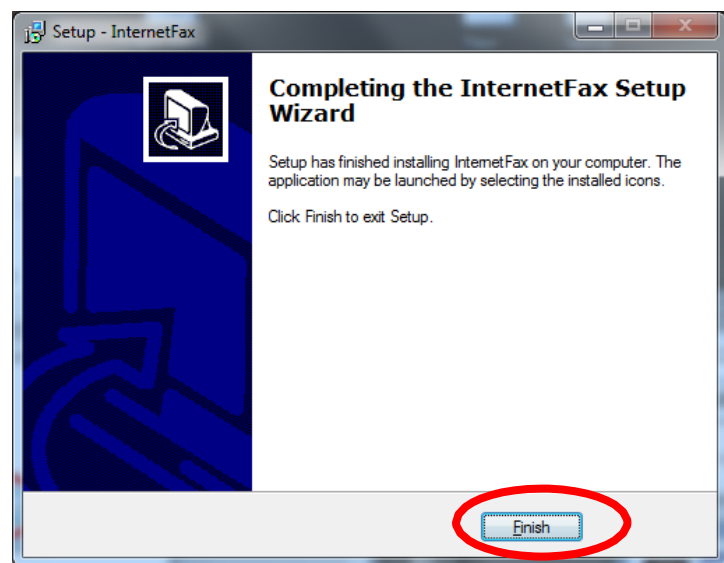 Setup - InternetFax
Completing the InternetFax Setup
Wizard
Setup has finished installing InternetFax on your computer. The
application may be launched by selecting the installed icons.
Click Finish to exit Setup.
Finish